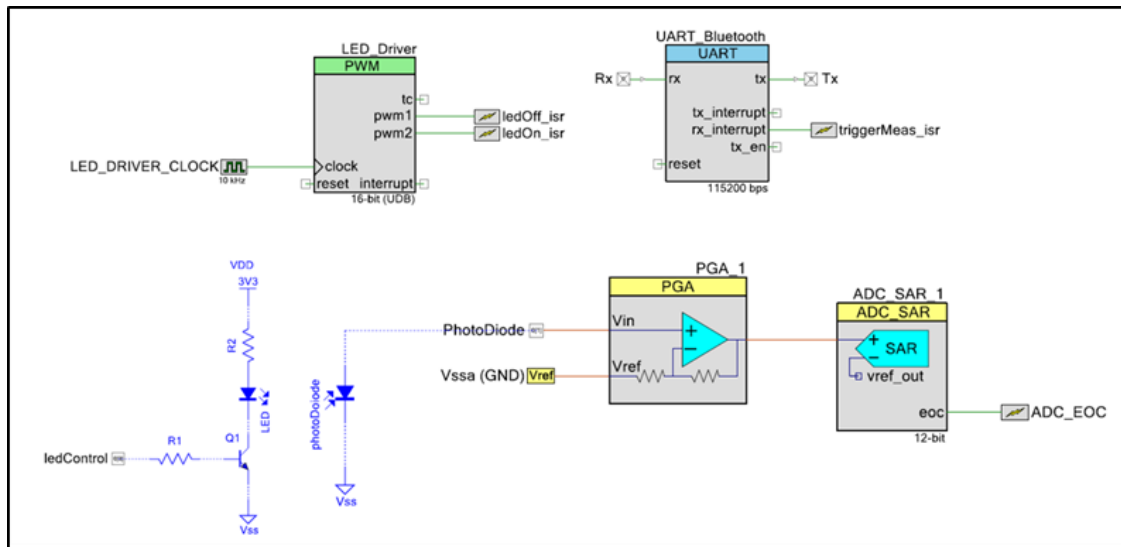 LED_Driver
PWM
tc
pwm1
ledOff_isr
pwm2
ledOn_isr
LED_DRIVER_CLOCK
10 kHz
clock
reset
interrupt
16-bit (UDB)
UART_Bluetooth
UART
Rx
rx
tx
Tx
tx_interrupt
rx_interrupt
triggerMeas_isr
tx_en
reset
115200 bps
VDD
3V3
R2
LED
Q1
R1
ledControl
Vss
photoDoiode
Vss
PGA_1
PGA
PhotoDiode
Vin
Vref
Vssa (GND)
Vref
ADC_SAR_1
ADC_SAR
SAR
vref_out
eoc
ADC_EOC
12-bit